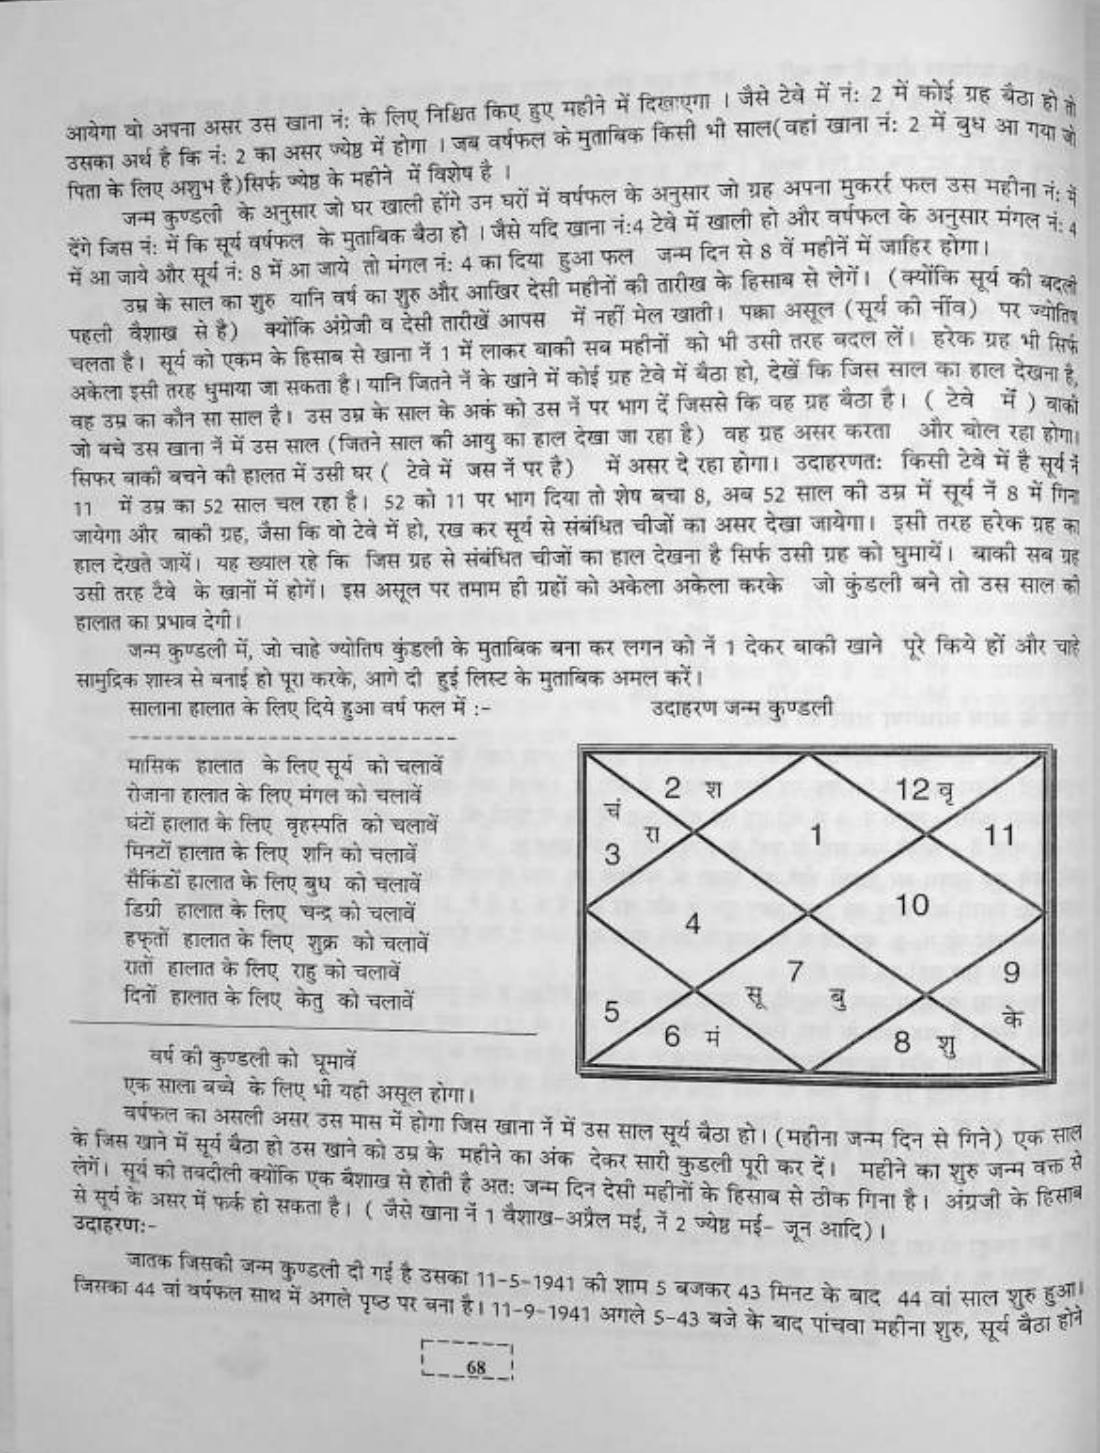 आयेगा वो अपना असर उस खाना नं: के लिए निश्चित किए हुए महीने में दिखाएगा । जैसे टेवे में नं: 2 में कोई ग्रह बैठा हो तो
उसका अर्थ है कि नं: 2 का असर ज्येष्ठ में होगा । जब वर्षफल के मुताबिक किसी भी साल(वहां खाना नं: 2 में बुध आ गया जो
पिता के लिए अशुभ है)सिर्फ ज्येष्ठ के महीने में विशेष है ।
जन्म कुण्डली के अनुसार जो घर खाली होंगे उन घरों में वर्षफल के अनुसार जो ग्रह अपना मुकर्रर फल उस महीना नं: में
देंगे जिस नं: में कि सूर्य वर्षफल के मुताबिक बैठा हो । जैसे यदि खाना नं:4 टेवे में खाली हो और वर्षफल के अनुसार मंगल नं: 4
में आ जाये और सूर्य नं: 8 में आ जाये तो मंगल नं: 4 का दिया हुआ फल जन्म दिन से 8 वें महीनें में जाहिर होगा।
उम्र के साल का शुरु यानि वर्ष का शुरु और आखिर देसी महीनों की तारीख के हिसाब से लेगें। (क्योंकि सूर्य की बदली
पहली वैशाख से है) क्योंकि अंग्रेजी व देसी तारीखें आपस में नहीं मेल खाती। पक्का असूल (सूर्य की नींव) पर ज्योतिष
चलता है। सूर्य को एकम के हिसाब से खाना नें 1 में लाकर बाकी सब महीनों को भी उसी तरह बदल लें। हरेक ग्रह भी सिर्फ
अकेला इसी तरह घुमाया जा सकता है। यानि जितने नें के खाने में कोई ग्रह टेवे में बैठा हो, देखें कि जिस साल का हाल देखना है,
वह उम्र का कौन सा साल है। उस उम्र के साल के अकं को उस नें पर भाग दें जिससे कि वह ग्रह बैठा है। ( टेवे में ) बाकी
जो बचे उस खाना नें में उस साल (जितने साल की आयु का हाल देखा जा रहा है) वह ग्रह असर करता और बोल रहा होगा।
सिफर बाकी बचने की हालत में उसी घर ( टेवे में जस नें पर है) में असर दे रहा होगा। उदाहरणत: किसी टेवे में है सूर्य नें
11 में उम्र का 52 साल चल रहा है। 52 को 11 पर भाग दिया तो शेष बचा 8, अब 52 साल की उम्र में सूर्य नें 8 में गिना
जायेगा और बाकी ग्रह, जैसा कि वो टेवे में हो, रख कर सूर्य से संबंधित चीजों का असर देखा जायेगा। इसी तरह हरेक ग्रह का
हाल देखते जायें। यह ख्याल रहे कि जिस ग्रह से संबंधित चीजों का हाल देखना है सिर्फ उसी ग्रह को घुमायें। बाकी सब ग्रह
उसी तरह टैवे के खानों में होगें। इस असूल पर तमाम ही ग्रहों को अकेला अकेला करके जो कुंडली बने तो उस साल की
हालात का प्रभाव देगी।
जन्म कुण्डली में, जो चाहे ज्योतिष कुंडली के मुताबिक बना कर लगन को नें 1 देकर बाकी खाने पूरे किये हों और चाहे
सामुद्रिक शास्त्र से बनाई हो पूरा करके, आगे दी हुई लिस्ट के मुताबिक अमल करें।
सालाना हालात के लिए दिये हुआ वर्ष फल में :-
उदाहरण जन्म कुण्डली
मासिक हालात के लिए सूर्य को चलावें
रोजाना हालात के लिए मंगल को चलावें
घंटों हालात के लिए वृहस्पति को चलावें
मिनटों हालात के लिए शनि को चलावें
सैकिंडों हालात के लिए बुध को चलावें
डिग्री हालात के लिए चन्द्र को चलावें
हफ्तों हालात के लिए शुक्र को चलावें
रातों हालात के लिए राहु को चलावें
दिनों हालात के लिए केतु को चलावें
2 श
12 वृ
चं
रा
3
1
11
4
10
7
सू
बु
9
के
5
6 मं
8 शु
वर्ष की कुण्डली को घूमावें
एक साला बच्चे के लिए भी यही असूल होगा।
वर्षफल का असली असर उस मास में होगा जिस खाना नें में उस साल सूर्य बैठा हो। (महीना जन्म दिन से गिने) एक साल
के जिस खाने में सूर्य बैठा हो उस खाने को उम्र के महीने का अंक देकर सारी कुडली पूरी कर दें। महीने का शुरु जन्म वक्त से
लेगें। सूर्य की तबदीली क्योंकि एक बैशाख से होती है अत: जन्म दिन देसी महीनों के हिसाब से ठीक गिना है। अंग्रजी के हिसाब
से सूर्य के असर में फर्क हो सकता है। ( जैसे खाना नें 1 वैशाख-अप्रैल मई, नें 2 ज्येष्ठ मई- जून आदि) ।
उदाहरण:-
जातक जिसकी जन्म कुण्डली दी गई है उसका 11-5-1941 की शाम 5 बजकर 43 मिनट के बाद 44 वां साल शुरु हुआ।
जिसका 44 वां वर्षफल साथ में अगले पृष्ठ पर बना है। 11-9-1941 अगले 5-43 बजे के बाद पांचवा महीना शुरु, सूर्य बैठा होने
68